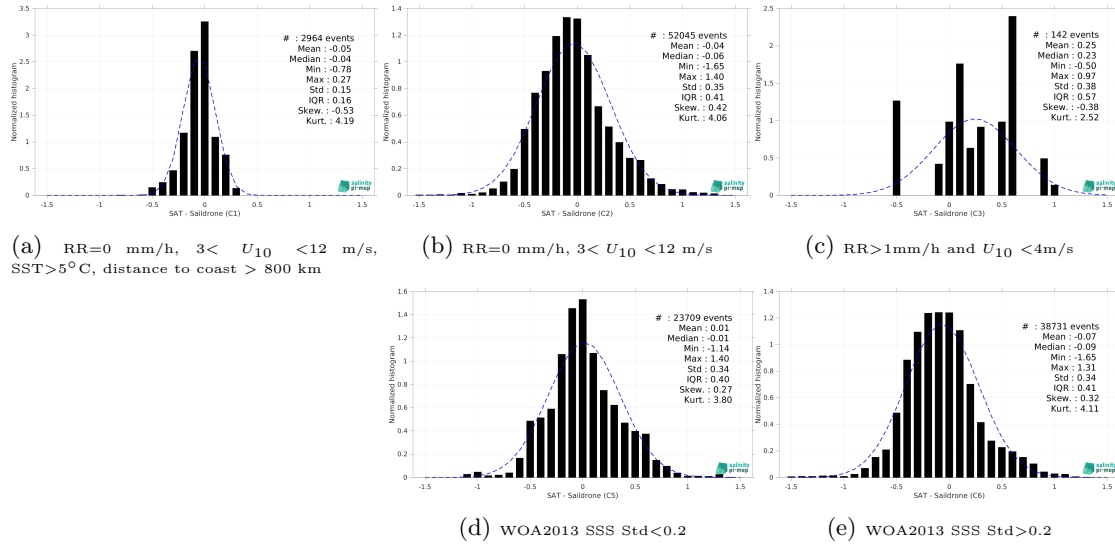 3.5
3
2.5
2
1.5
1
0.5
0
-1.5 -1 -0.5 0 0.5 1 1.5
Normalized histogram
SAT - Saildrone (C1)
# : 2964 events
Mean : -0.05
Median : -0.04
Min : -0.78
Max : 0.27
Std : 0.15
IQR : 0.16
Skew. : -0.53
Kurt. : 4.19
salinity
pi-mep
(a) RR=0 mm/h, 3< U10 <12 m/s,
SST>5°C, distance to coast > 800 km
1.4
1.2
1
0.8
0.6
0.4
0.2
0
-1.5 -1 -0.5 0 0.5 1 1.5
Normalized histogram
SAT - Saildrone (C2)
# : 52045 events
Mean : -0.04
Median : -0.06
Min : -1.65
Max : 1.40
Std : 0.35
IQR : 0.41
Skew. : 0.42
Kurt. : 4.06
salinity
pi-mep
(b) RR=0 mm/h, 3< U10 <12 m/s
2.5
2
1.5
1
0.5
0
-1.5 -1 -0.5 0 0.5 1 1.5
Normalized histogram
SAT - Saildrone (C3)
# : 142 events
Mean : 0.25
Median : 0.23
Min : -0.50
Max : 0.97
Std : 0.38
IQR : 0.57
Skew. : -0.38
Kurt. : 2.52
salinity
pi-mep
(c) RR>1mm/h and U10 <4m/s
1.6
1.4
1.2
1
0.8
0.6
0.4
0.2
0
-1.5 -1 -0.5 0 0.5 1 1.5
Normalized histogram
SAT - Saildrone (C5)
# : 23709 events
Mean : 0.01
Median : -0.01
Min : -1.14
Max : 1.40
Std : 0.34
IQR : 0.40
Skew. : 0.27
Kurt. : 3.80
salinity
pi-mep
(d) WOA2013 SSS Std<0.2
1.4
1.2
1
0.8
0.6
0.4
0.2
0
-1.5 -1 -0.5 0 0.5 1 1.5
Normalized histogram
SAT - Saildrone (C6)
# : 38731 events
Mean : -0.07
Median : -0.09
Min : -1.65
Max : 1.31
Std : 0.34
IQR : 0.41
Skew. : 0.32
Kurt. : 4.11
salinity
pi-mep
(e) WOA2013 SSS Std>0.2